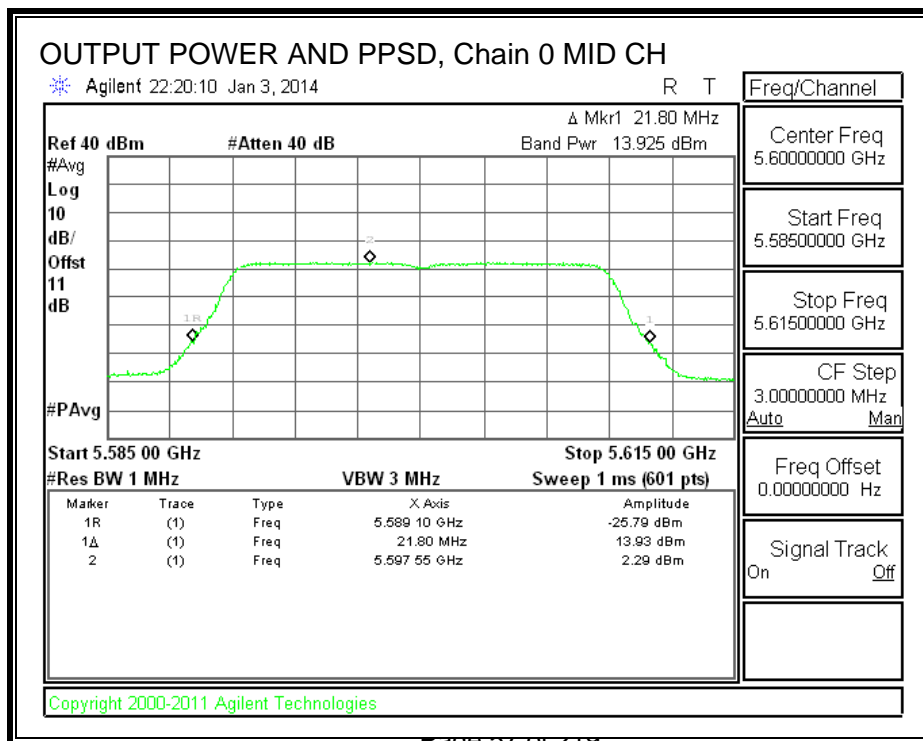 OUTPUT POWER AND PPSD, Chain 0 MID CH
Agilent 22:20:10 Jan 3, 2014 R T
Δ Mkr1 21.80 MHz
Ref 40 dBm #Atten 40 dB Band Pwr 13.925 dBm
#Avg
Log
10
dB/
Offst
11
dB
#PAvg
2
1R
1
Start 5.585 00 GHz Stop 5.615 00 GHz
#Res BW 1 MHz VBW 3 MHz Sweep 1 ms (601 pts)
Marker Trace Type X Axis Amplitude
1R (1) Freq 5.589 10 GHz -25.79 dBm
1Δ (1) Freq 21.80 MHz 13.93 dBm
2 (1) Freq 5.597 55 GHz 2.29 dBm
Freq/Channel
Center Freq
5.60000000 GHz
Start Freq
5.58500000 GHz
Stop Freq
5.61500000 GHz
CF Step
3.00000000 MHz
Auto Man
Freq Offset
0.00000000 Hz
Signal Track
On Off
Copyright 2000-2011 Agilent Technologies